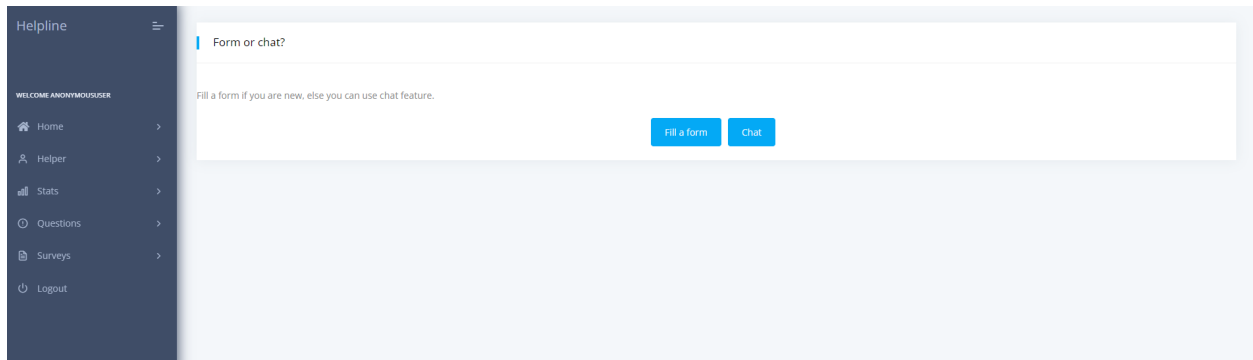 Helpline
WELCOME ANONYMOUSUSER
Home
Helper
Stats
Questions
Surveys
Logout
Form or chat?
Fill a form if you are new, else you can use chat feature.
Fill a form
Chat